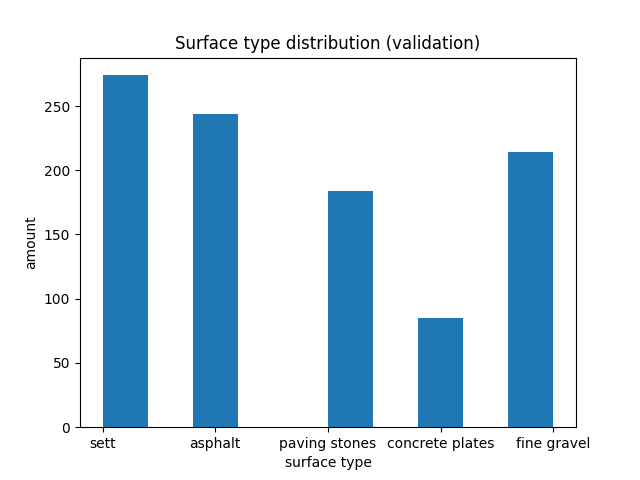 Surface type distribution (validation)
amount
250
200
150
100
50
0
sett asphalt paving stones concrete plates fine gravel
surface type